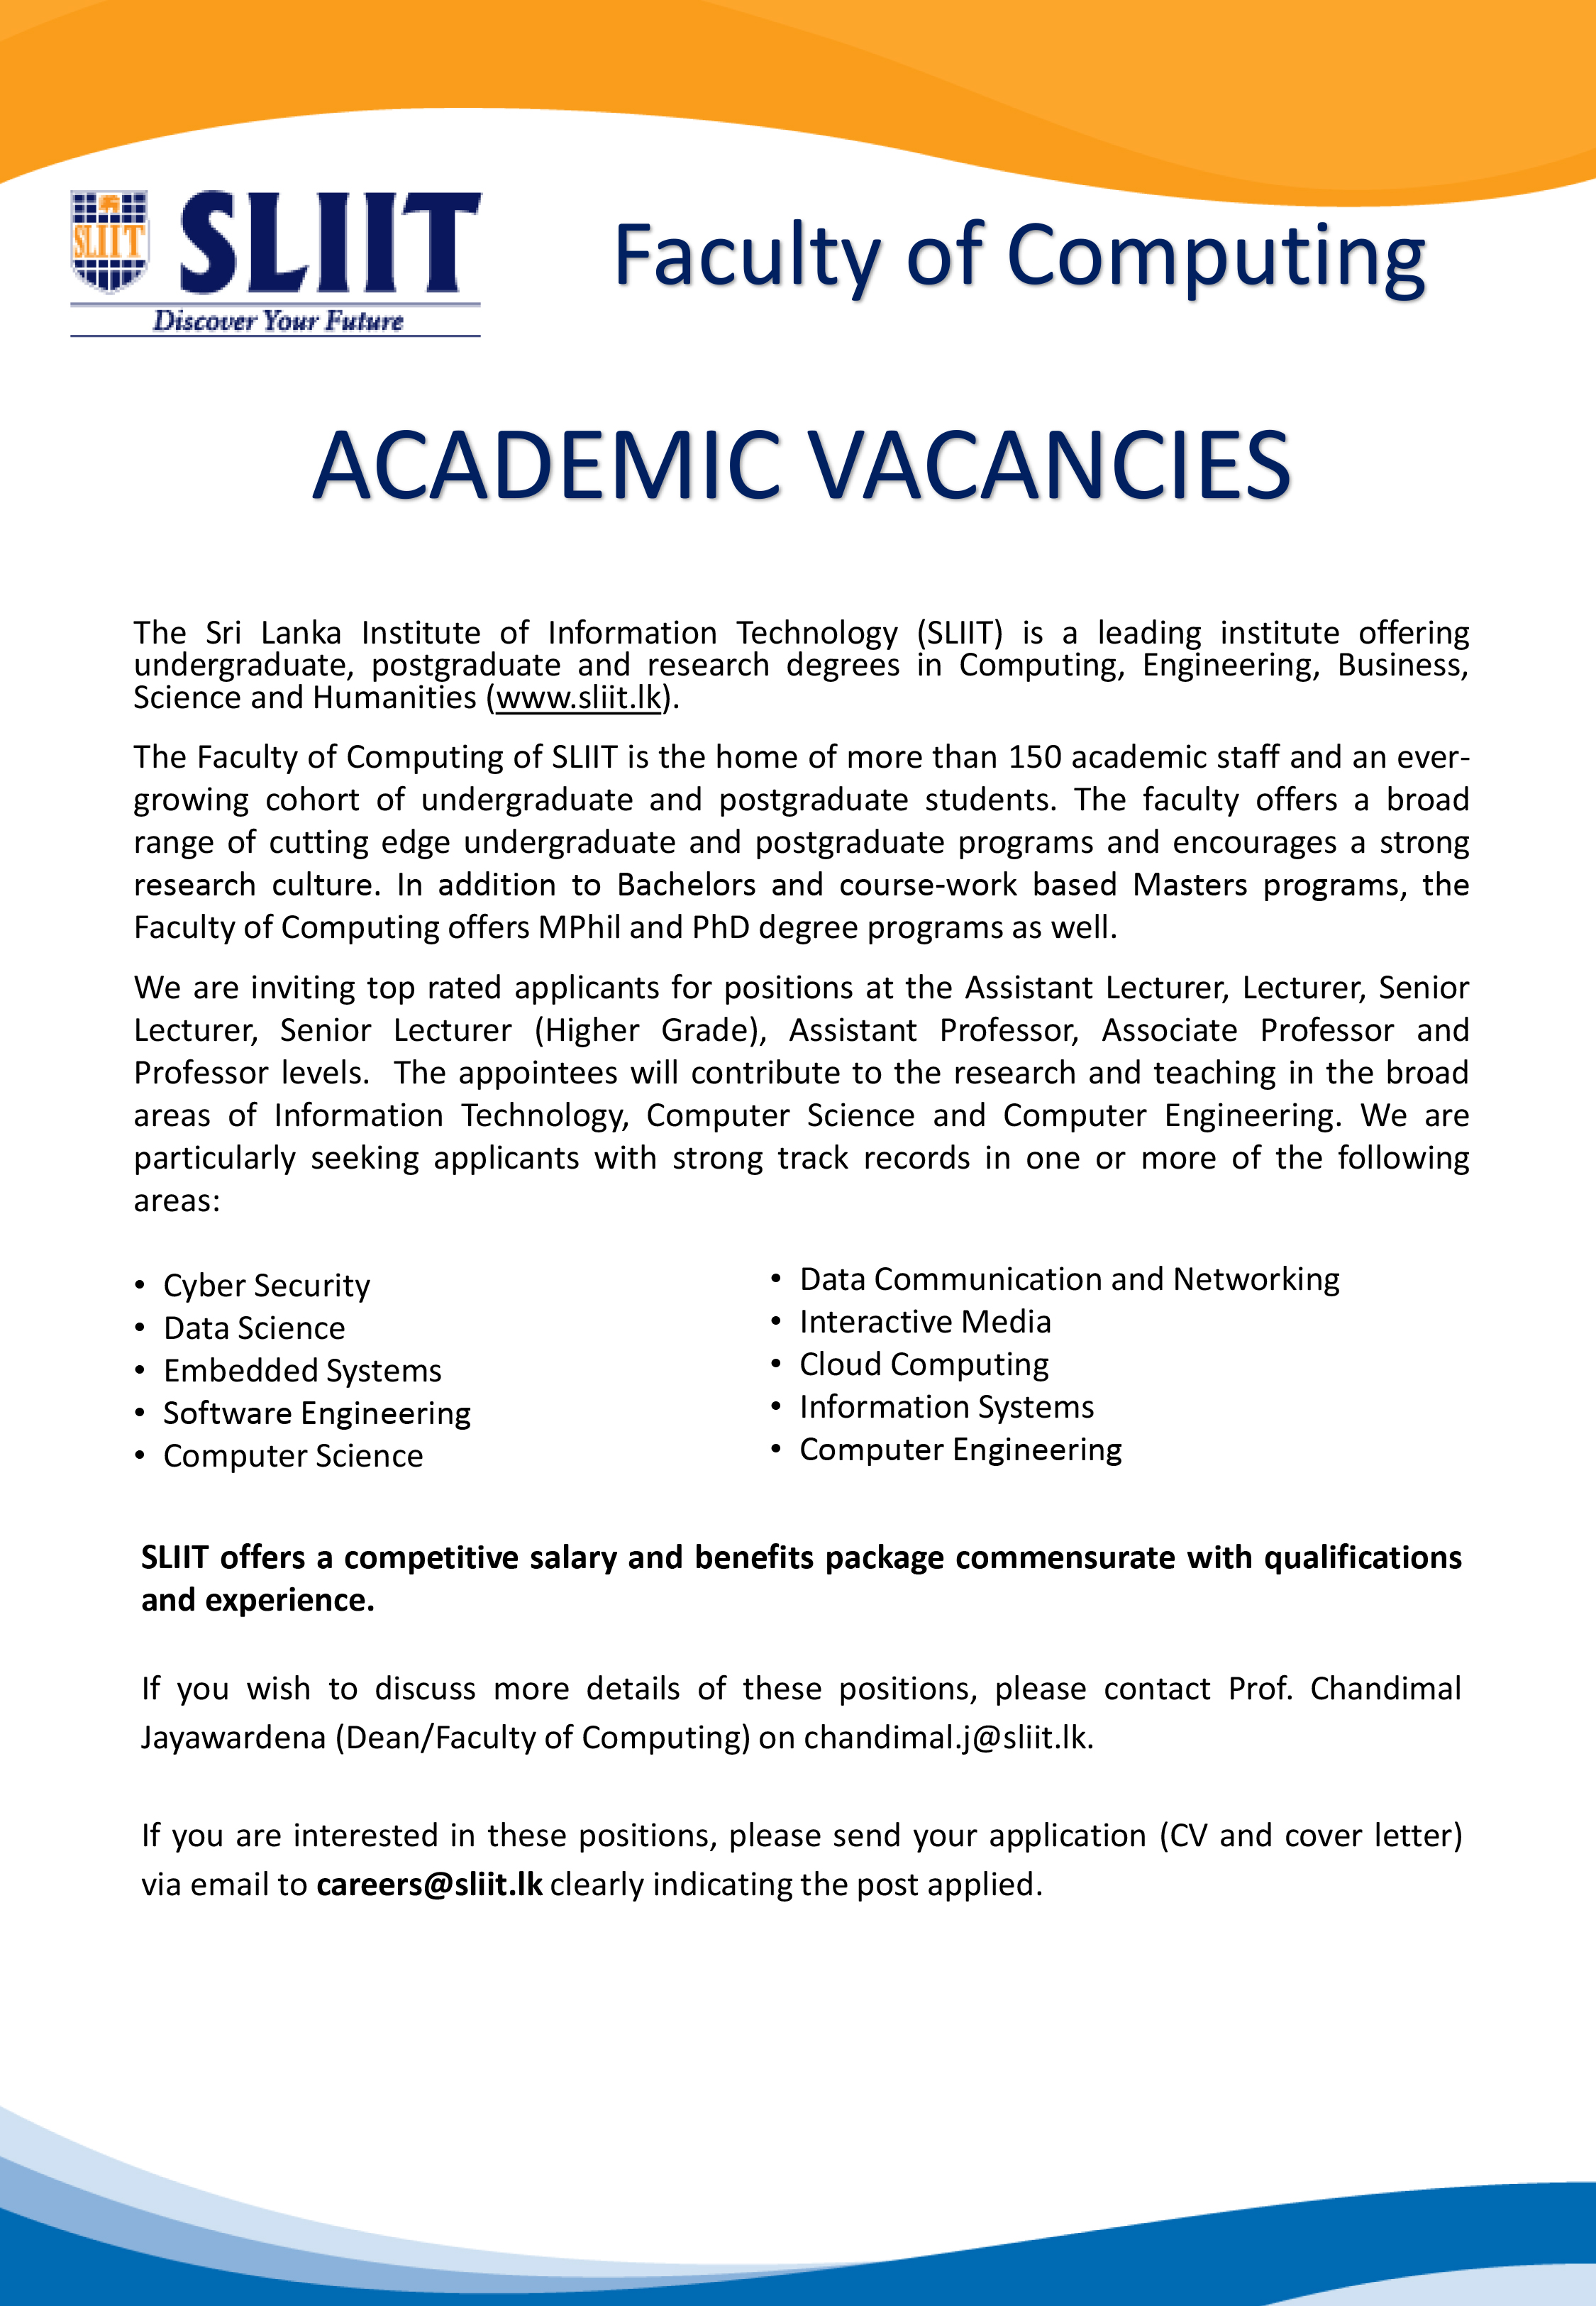 SLIIT
SLIIT
Discover Your Future
Faculty of Computing
ACADEMIC VACANCIES
The Sri Lanka Institute of Information Technology (SLIIT) is a leading institute offering
undergraduate, postgraduate and research degrees in Computing, Engineering, Business,
Science and Humanities (www.sliit.lk).
The Faculty of Computing of SLIIT is the home of more than 150 academic staff and an ever-
growing cohort of undergraduate and postgraduate students. The faculty offers a broad
range of cutting edge undergraduate and postgraduate programs and encourages a strong
research culture. In addition to Bachelors and course-work based Masters programs, the
Faculty of Computing offers MPhil and PhD degree programs as well.
We are inviting top rated applicants for positions at the Assistant Lecturer, Lecturer, Senior
Lecturer, Senior Lecturer (Higher Grade), Assistant Professor, Associate Professor and
Professor levels. The appointees will contribute to the research and teaching in the broad
areas of Information Technology, Computer Science and Computer Engineering. We are
particularly seeking applicants with strong track records in one or more of the following
areas:
• Cyber Security
• Data Science
• Embedded Systems
• Software Engineering
• Computer Science
• Data Communication and Networking
• Interactive Media
• Cloud Computing
• Information Systems
• Computer Engineering
SLIIT offers a competitive salary and benefits package commensurate with qualifications
and experience.
If you wish to discuss more details of these positions, please contact Prof. Chandimal
Jayawardena (Dean/Faculty of Computing) on chandimal.j@sliit.lk.
If you are interested in these positions, please send your application (CV and cover letter)
via email to careers@sliit.lk clearly indicating the post applied.